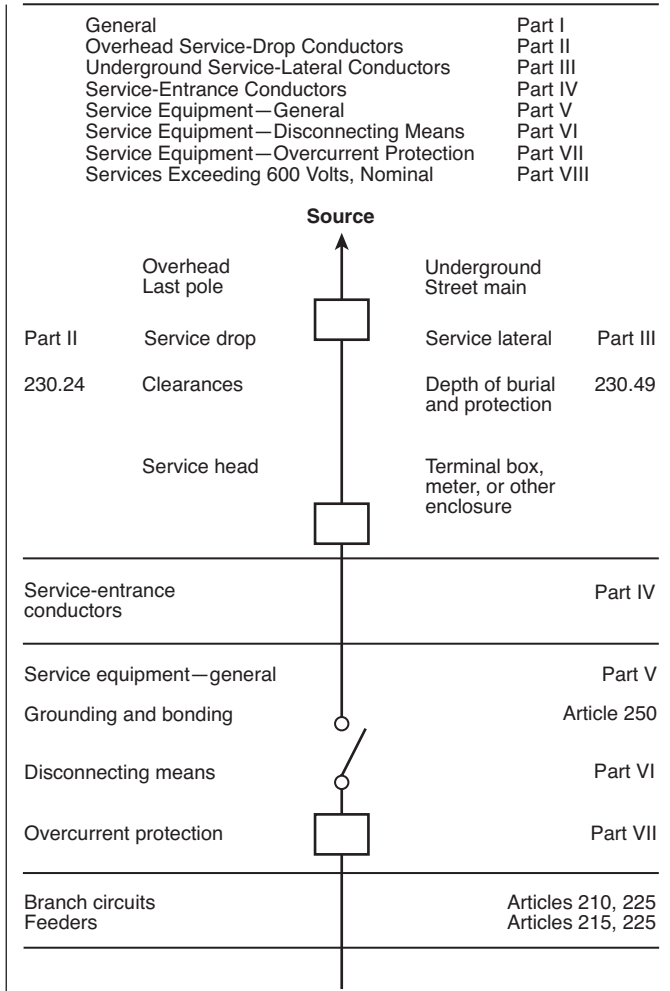 General Part I
Overhead Service-Drop Conductors Part II
Underground Service-Lateral Conductors Part III
Service-Entrance Conductors Part IV
Service Equipment—General Part V
Service Equipment—Disconnecting Means Part VI
Service Equipment—Overcurrent Protection Part VII
Services Exceeding 600 Volts, Nominal Part VIII
Source
Overhead Underground
Last pole Street main
Part II Service drop Service lateral Part III
230.24 Clearances Depth of burial 230.49
and protection
Service head Terminal box,
meter, or other
enclosure
Service-entrance Part IV
conductors
Service equipment—general Part V
Grounding and bonding Article 250
Disconnecting means Part VI
Overcurrent protection Part VII
Branch circuits Articles 210, 225
Feeders Articles 215, 225